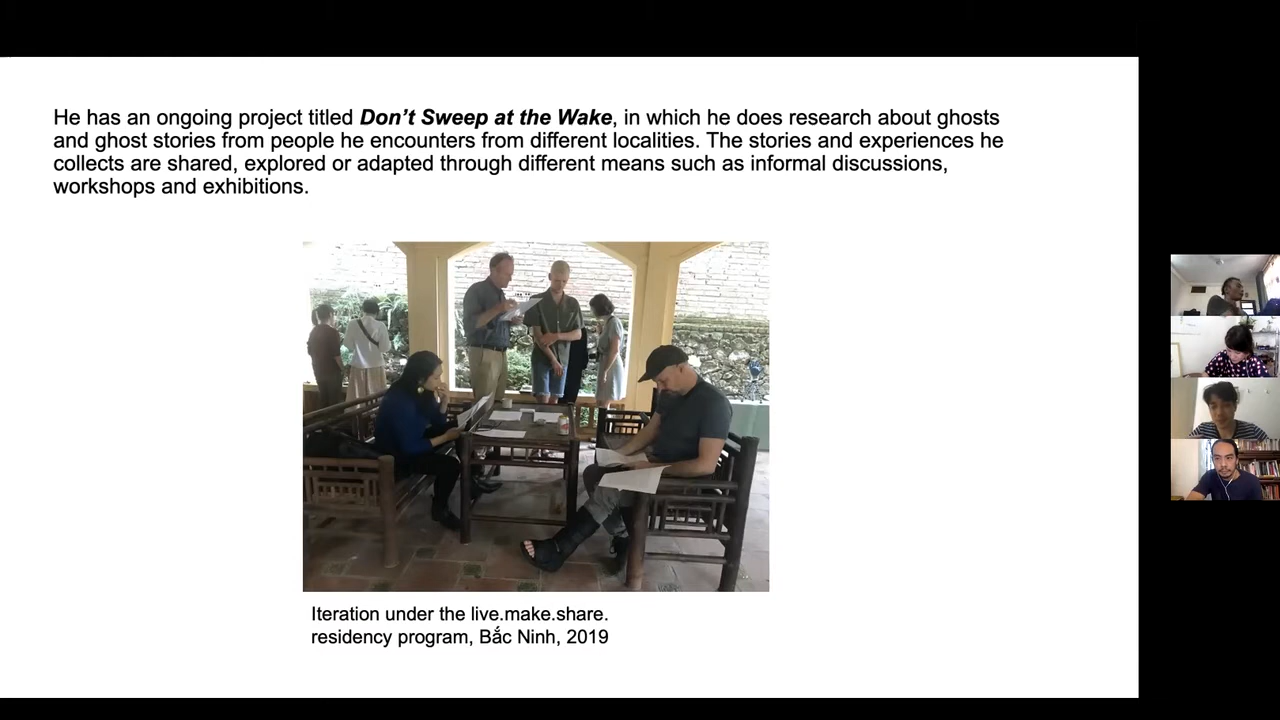 He has an ongoing project titled Don’t Sweep at the Wake, in which he does research about ghosts
and ghost stories from people he encounters from different localities. The stories and experiences he
collects are shared, explored or adapted through different means such as informal discussions,
workshops and exhibitions.
Iteration under the live.make.share.
residency program, Bắc Ninh, 2019